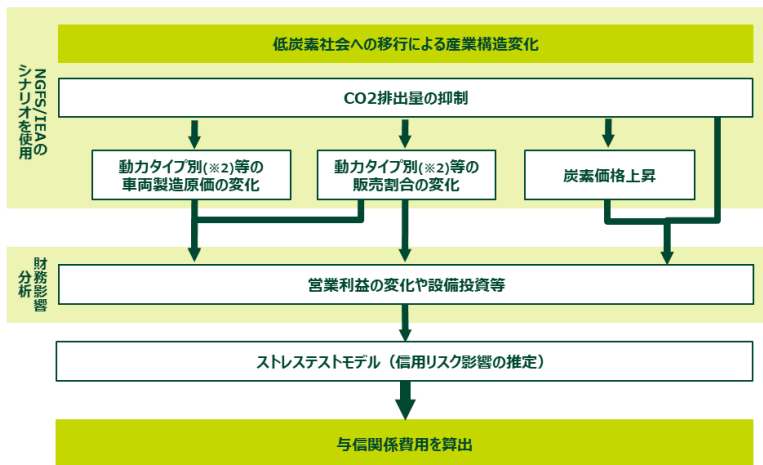 低炭素社会への移行による産業構造変化
NGFS/IEAの
シナリオを使用
CO2排出量の抑制
動力タイプ別(※2)等の
車両製造原価の変化
動力タイプ別(※2)等の
販売割合の変化
炭素価格上昇
財務影響
分析
営業利益の変化や設備投資等
ストレステストモデル（信用リスク影響の推定）
与信関係費用を算出